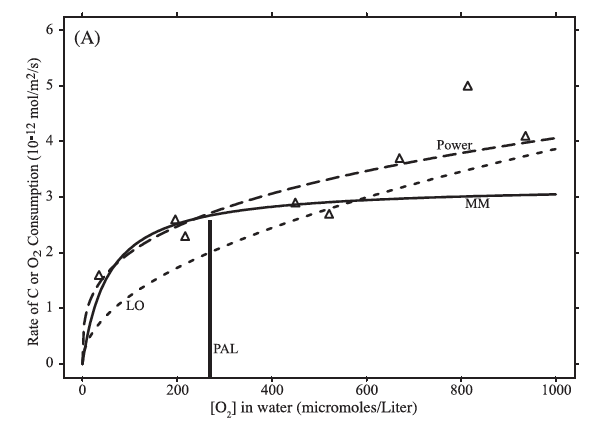 (A)
Rate of C or O2 Consumption (10-12 mol/m2/s)
6
5
4
3
2
1
0
Power
MM
LO
PAL
0 200 400 600 800 1000
[O2] in water (micromoles/Liter)